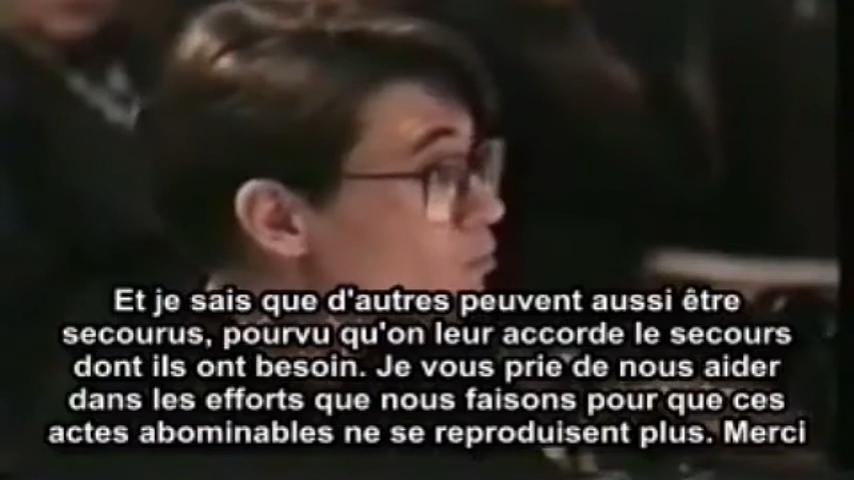 Et je sais que d'autres peuvent aussi être
secourus, pourvu qu'on leur accorde le secours
dont ils ont besoin. Je vous prie de nous aider
dans les efforts que nous faisons pour que ces
actes abominables ne se reproduisent plus. Merci